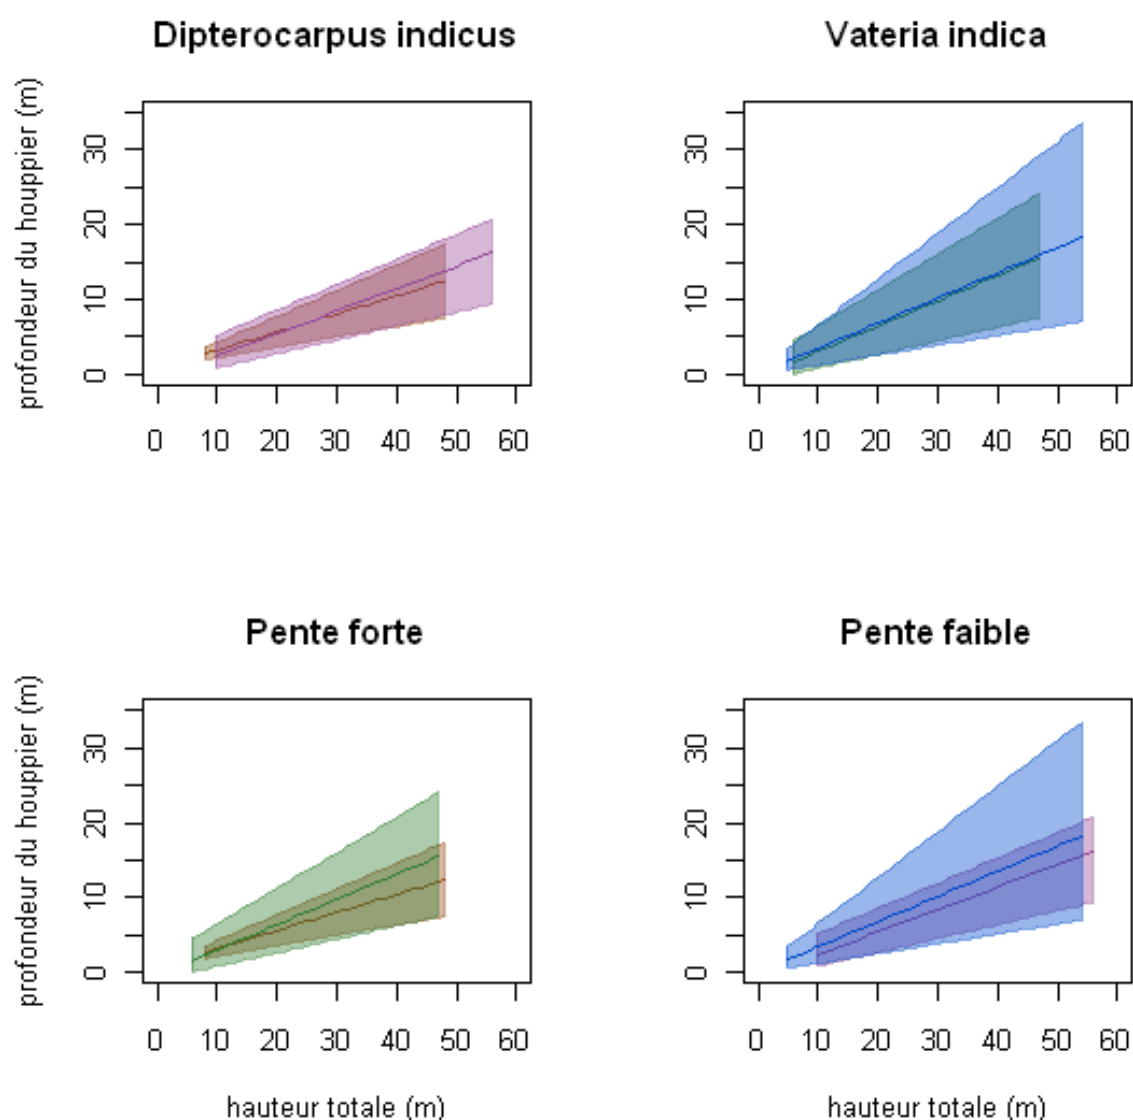 Dipterocarpus indicus
Vateria indica
profondeur du houppier (m)
30
20
10
0
0 10 20 30 40 50 60
30
20
10
0
0 10 20 30 40 50 60
Pente forte
Pente faible
profondeur du houppier (m)
30
20
10
0
0 10 20 30 40 50 60
hauteur totale (m)
30
20
10
0
0 10 20 30 40 50 60
hauteur totale (m)